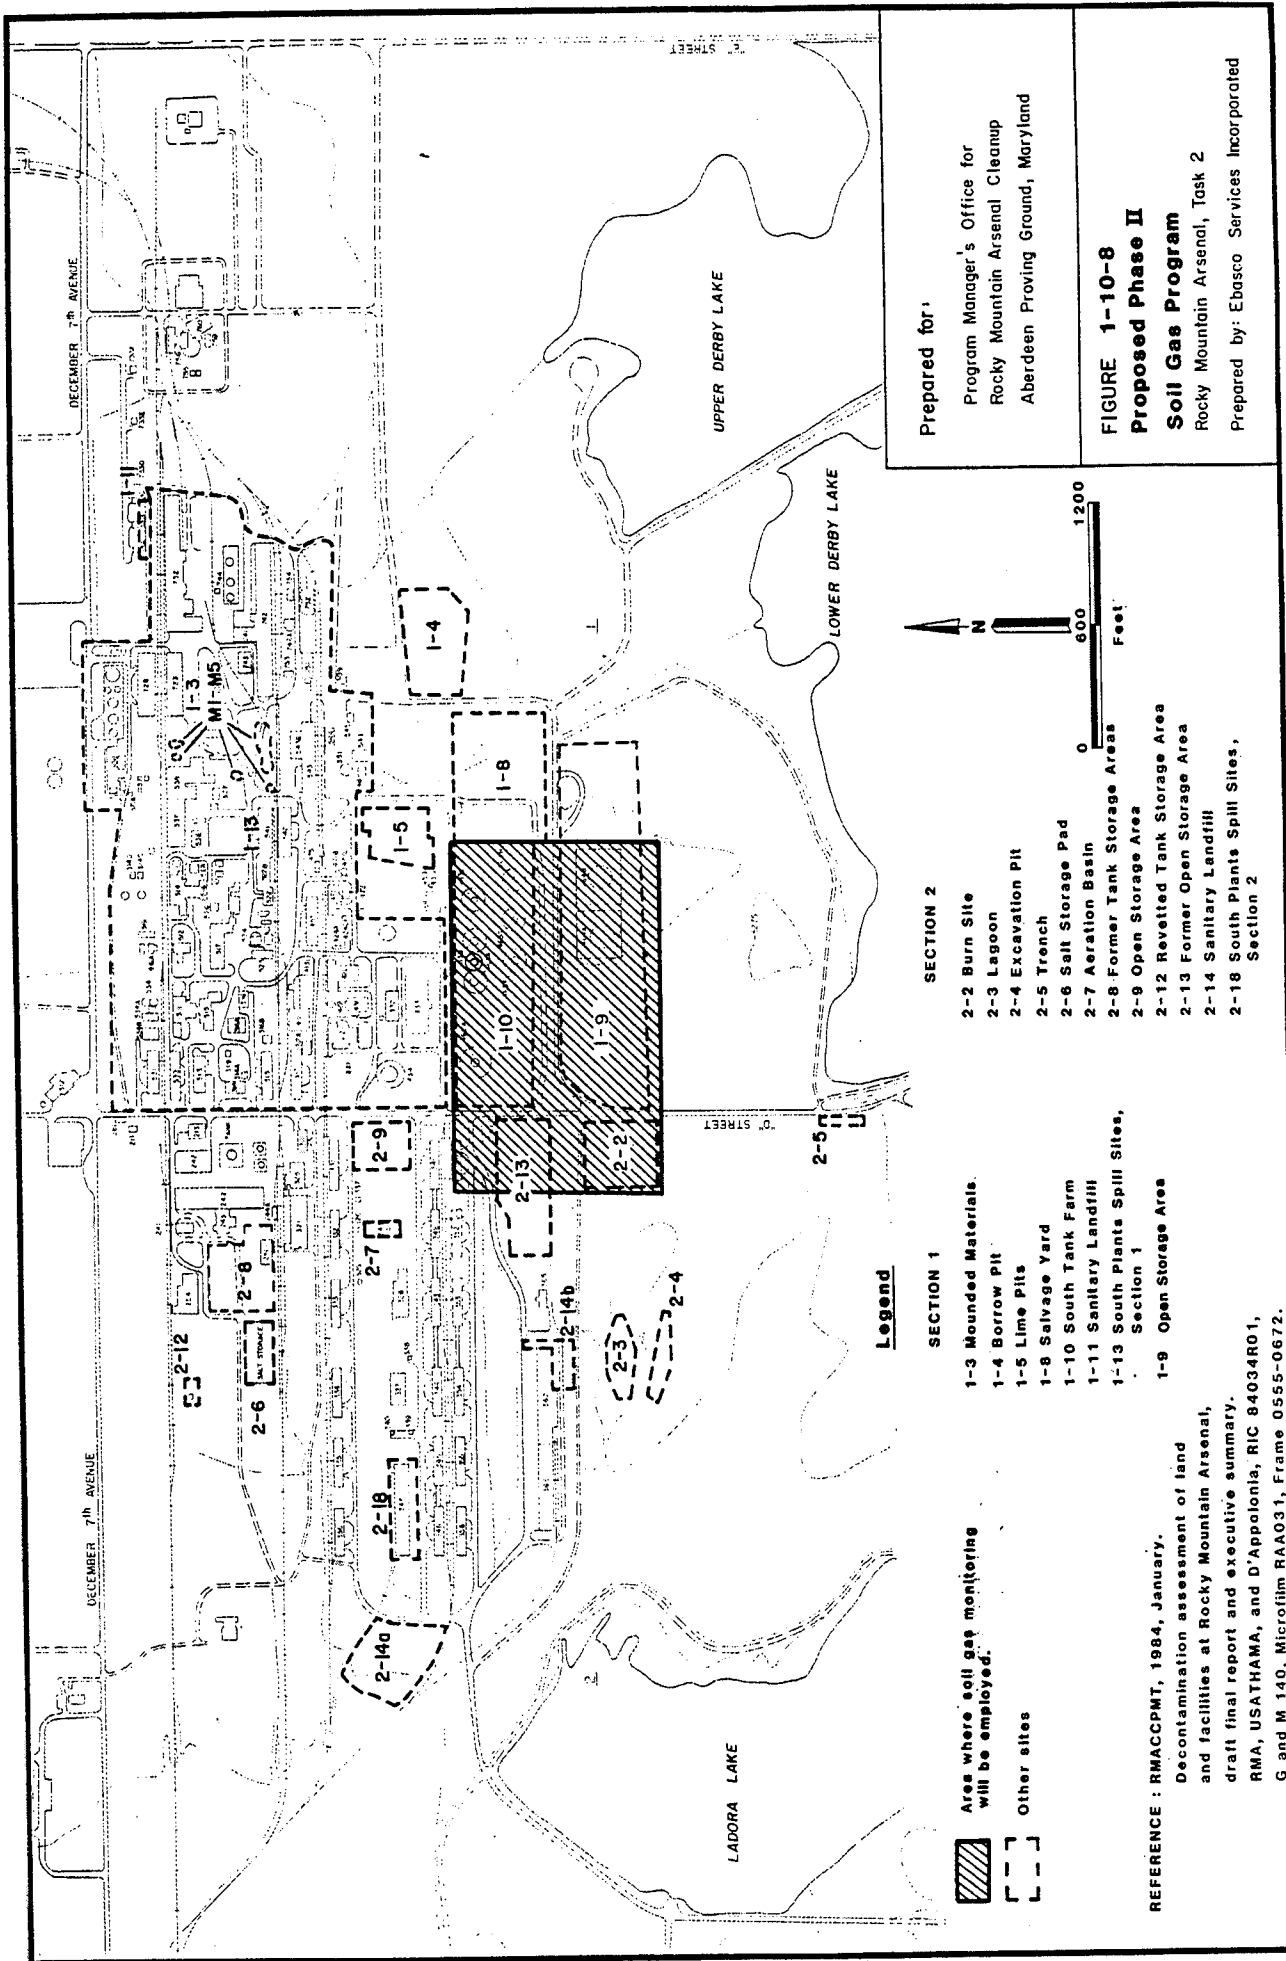 DECEMBER 7th AVENUE
DECEMBER 7th AVENUE
"E" STREET
"D" STREET
UPPER DERBY LAKE
LOWER DERBY LAKE
LADORA LAKE
1-11
1-3
M1-M5
1-13
1-4
1-5
1-8
1-10
1-9
2-2
2-13
2-9
2-7
2-8
2-12
2-6
SALT STORAGE
2-18
2-14a
2-14b
2-3
2-4
2-5
1
2
N
0 600 1200
Feet
Legend
Area where soil gas monitoring
will be employed.
Other sites
SECTION 1
1-3 Mounded Materials
1-4 Borrow Pit
1-5 Lime Pits
1-8 Salvage Yard
1-10 South Tank Farm
1-11 Sanitary Landfill
1-13 South Plants Spill Sites,
Section 1
1-9 Open Storage Area
SECTION 2
2-2 Burn Site
2-3 Lagoon
2-4 Excavation Pit
2-5 Trench
2-6 Salt Storage Pad
2-7 Aeration Basin
2-8 Former Tank Storage Areas
2-9 Open Storage Area
2-12 Revetted Tank Storage Area
2-13 Former Open Storage Area
2-14 Sanitary Landfill
2-18 South Plants Spill Sites,
Section 2
REFERENCE : RMACCPMT, 1984, January.
Decontamination assessment of land
and facilities at Rocky Mountain Arsenal,
draft final report and executive summary.
RMA, USATHAMA, and D'Appolonia, RIC 84034R01,
G and M 140, Microfilm RAA031, Frame 0555-0672.
Prepared for:
Program Manager's Office for
Rocky Mountain Arsenal Cleanup
Aberdeen Proving Ground, Maryland
FIGURE 1-10-8
Proposed Phase II
Soil Gas Program
Rocky Mountain Arsenal, Task 2
Prepared by: Ebasco Services Incorporated